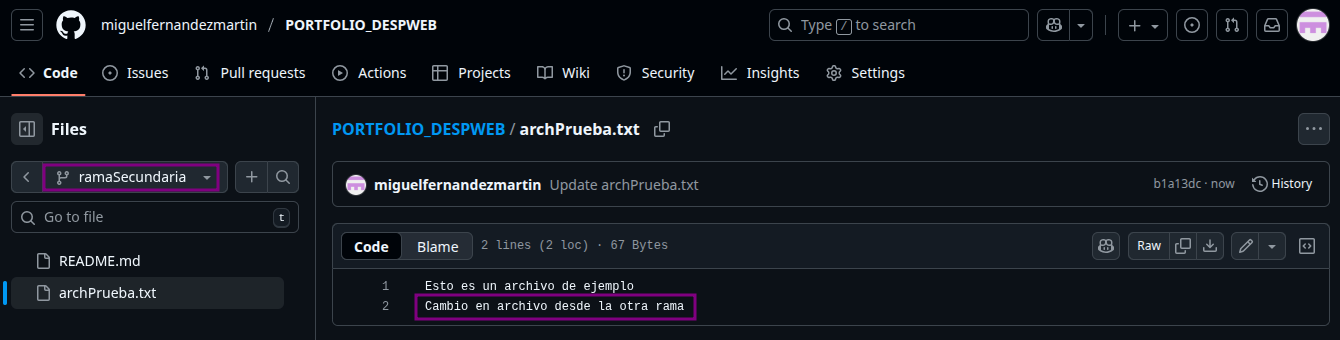 miguelfernandezmartin / PORTFOLIO_DESPWEB
Type / to search
Code Issues Pull requests Actions Projects Wiki Security Insights Settings
Files
ramaSecundaria
Go to file t
README.md
archPrueba.txt
PORTFOLIO_DESPWEB / archPrueba.txt
miguelfernandezmartin Update archPrueba.txt
b1a13dc · now History
Code Blame 2 lines (2 loc) · 67 Bytes
Raw
1 Esto es un archivo de ejemplo
2 Cambio en archivo desde la otra rama